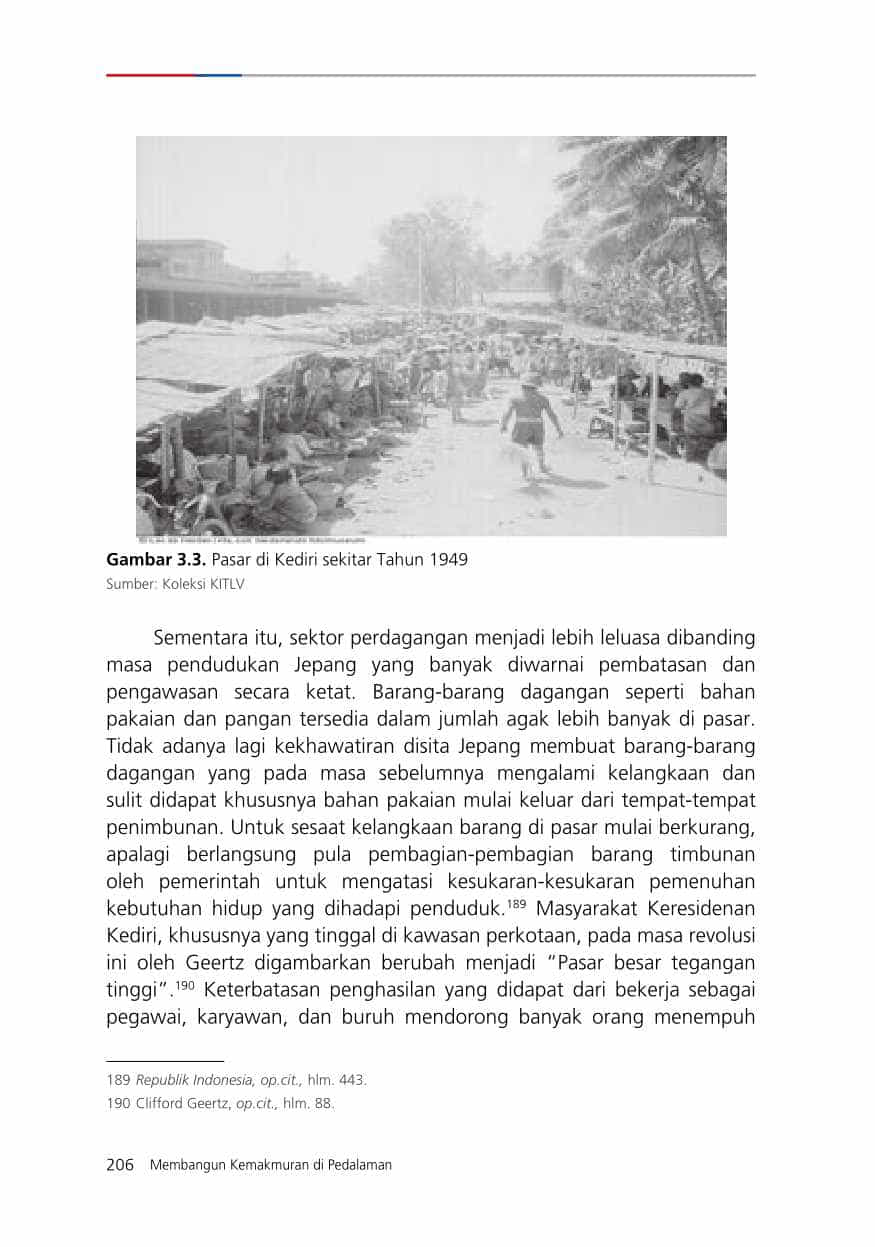 Gambar 3.3. Pasar di Kediri sekitar Tahun 1949
Sumber: Koleksi KITLV
Sementara itu, sektor perdagangan menjadi lebih leluasa dibanding
masa pendudukan Jepang yang banyak diwarnai pembatasan dan
pengawasan secara ketat. Barang-barang dagangan seperti bahan
pakaian dan pangan tersedia dalam jumlah agak lebih banyak di pasar.
Tidak adanya lagi kekhawatiran disita Jepang membuat barang-barang
dagangan yang pada masa sebelumnya mengalami kelangkaan dan
sulit didapat khususnya bahan pakaian mulai keluar dari tempat-tempat
penimbunan. Untuk sesaat kelangkaan barang di pasar mulai berkurang,
apalagi berlangsung pula pembagian-pembagian barang timbunan
oleh pemerintah untuk mengatasi kesukaran-kesukaran pemenuhan
kebutuhan hidup yang dihadapi penduduk.189 Masyarakat Keresidenan
Kediri, khususnya yang tinggal di kawasan perkotaan, pada masa revolusi
ini oleh Geertz digambarkan berubah menjadi “Pasar besar tegangan
tinggi”.190 Keterbatasan penghasilan yang didapat dari bekerja sebagai
pegawai, karyawan, dan buruh mendorong banyak orang menempuh
189 Republik Indonesia, op.cit., hlm. 443.
190 Clifford Geertz, op.cit., hlm. 88.
206 Membangun Kemakmuran di Pedalaman